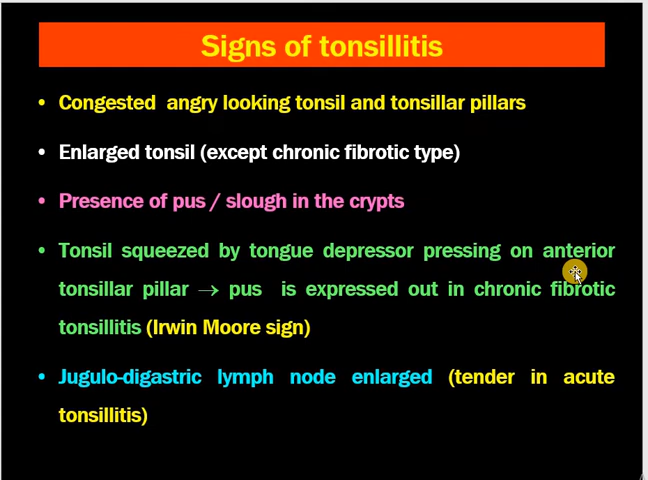 Signs of tonsillitis
• Congested angry looking tonsil and tonsillar pillars
• Enlarged tonsil (except chronic fibrotic type)
• Presence of pus / slough in the crypts
• Tonsil squeezed by tongue depressor pressing on anterior
tonsillar pillar → pus is expressed out in chronic fibrotic
tonsillitis (Irwin Moore sign)
• Jugulo-digastric lymph node enlarged (tender in acute
tonsillitis)